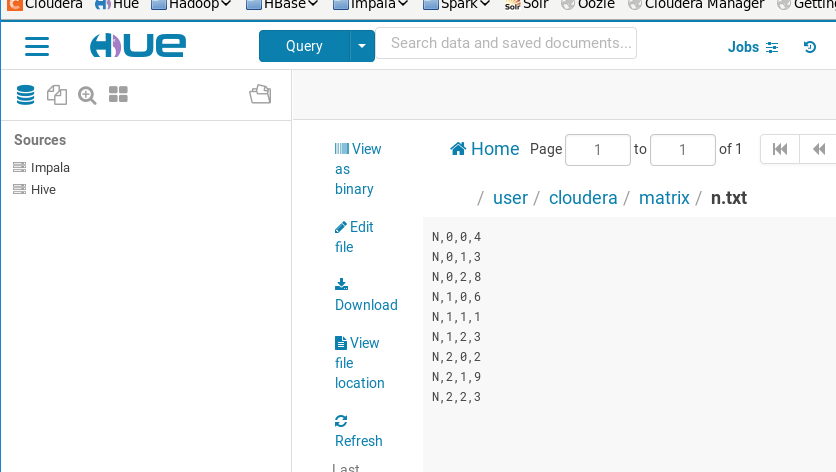 Cloudera Hue Hadoop HBase Impala Spark Solr Oozie Cloudera Manager Getting
HUE Query Search data and saved documents... Jobs
Sources
Impala
Hive
View as binary
Edit file
Download
View file location
Refresh
Last
Home Page 1 to 1 of 1
/ user / cloudera / matrix / n.txt
N,0,0,4
N,0,1,3
N,0,2,8
N,1,0,6
N,1,1,1
N,1,2,3
N,2,0,2
N,2,1,9
N,2,2,3